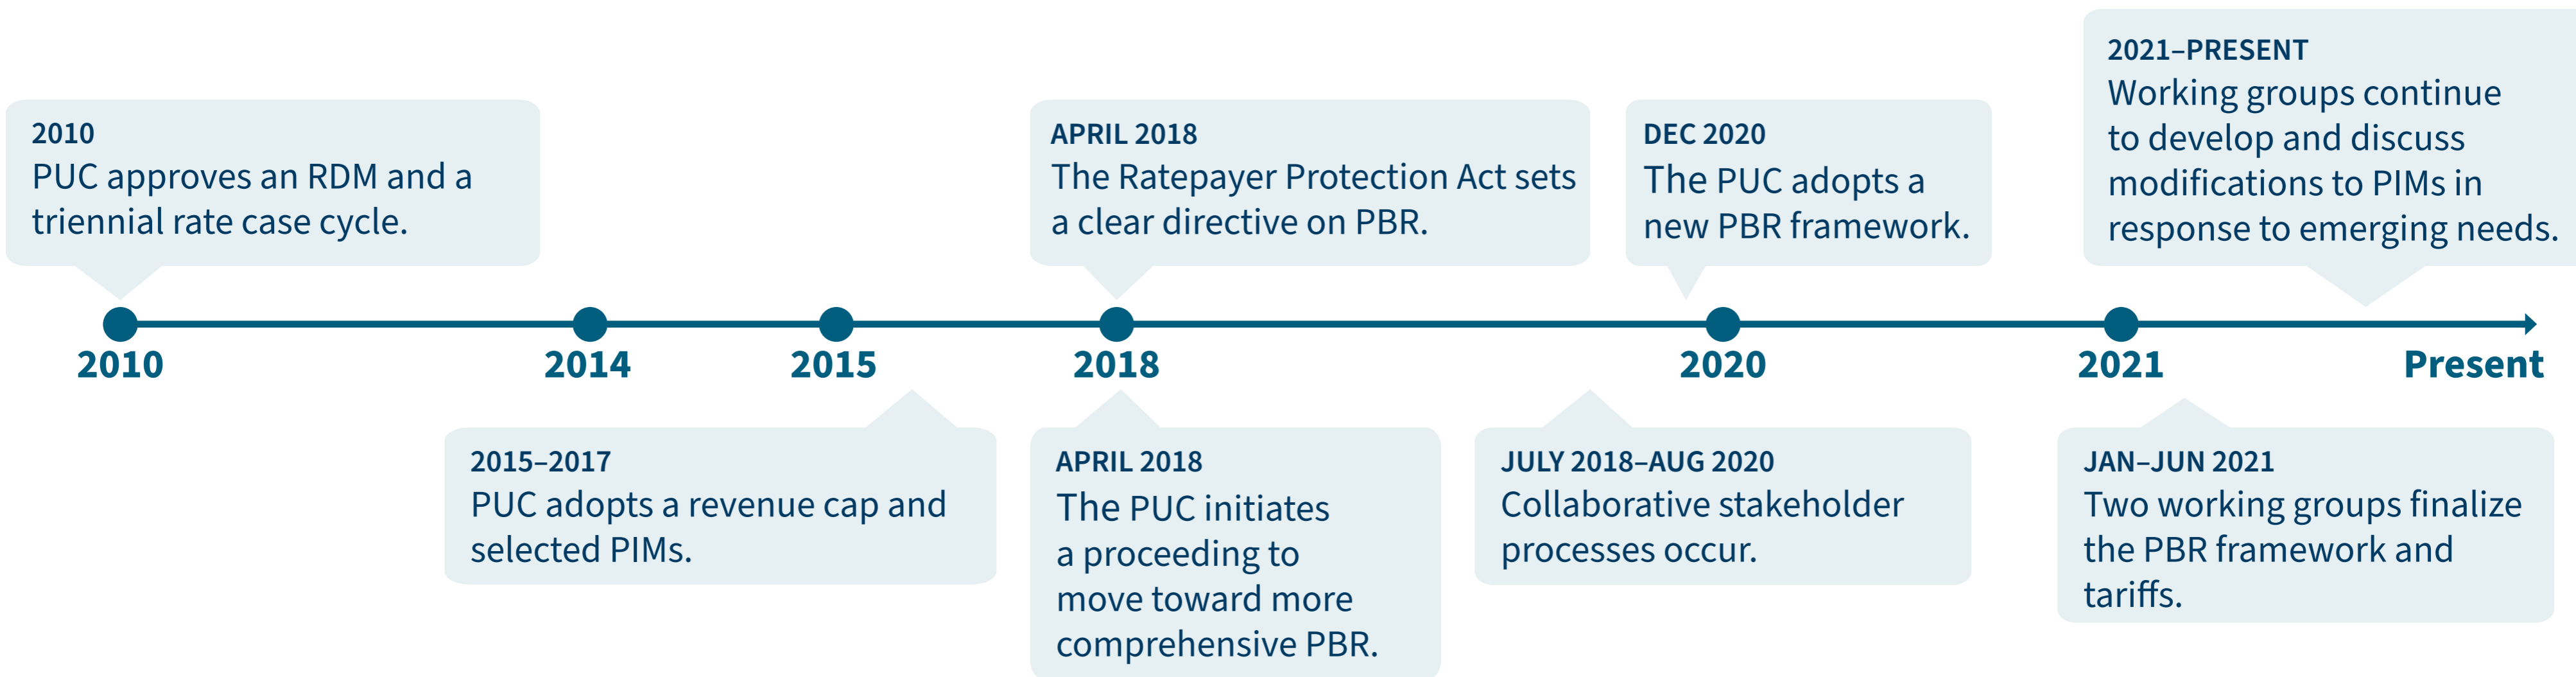 2010
PUC approves an RDM and a
triennial rate case cycle.
APRIL 2018
The Ratepayer Protection Act sets
a clear directive on PBR.
DEC 2020
The PUC adopts a
new PBR framework.
2021–PRESENT
Working groups continue
to develop and discuss
modifications to PIMs in
response to emerging needs.
2010
2014
2015
2018
2020
2021
Present
2015–2017
PUC adopts a revenue cap and
selected PIMs.
APRIL 2018
The PUC initiates
a proceeding to
move toward more
comprehensive PBR.
JULY 2018–AUG 2020
Collaborative stakeholder
processes occur.
JAN–JUN 2021
Two working groups finalize
the PBR framework and
tariffs.